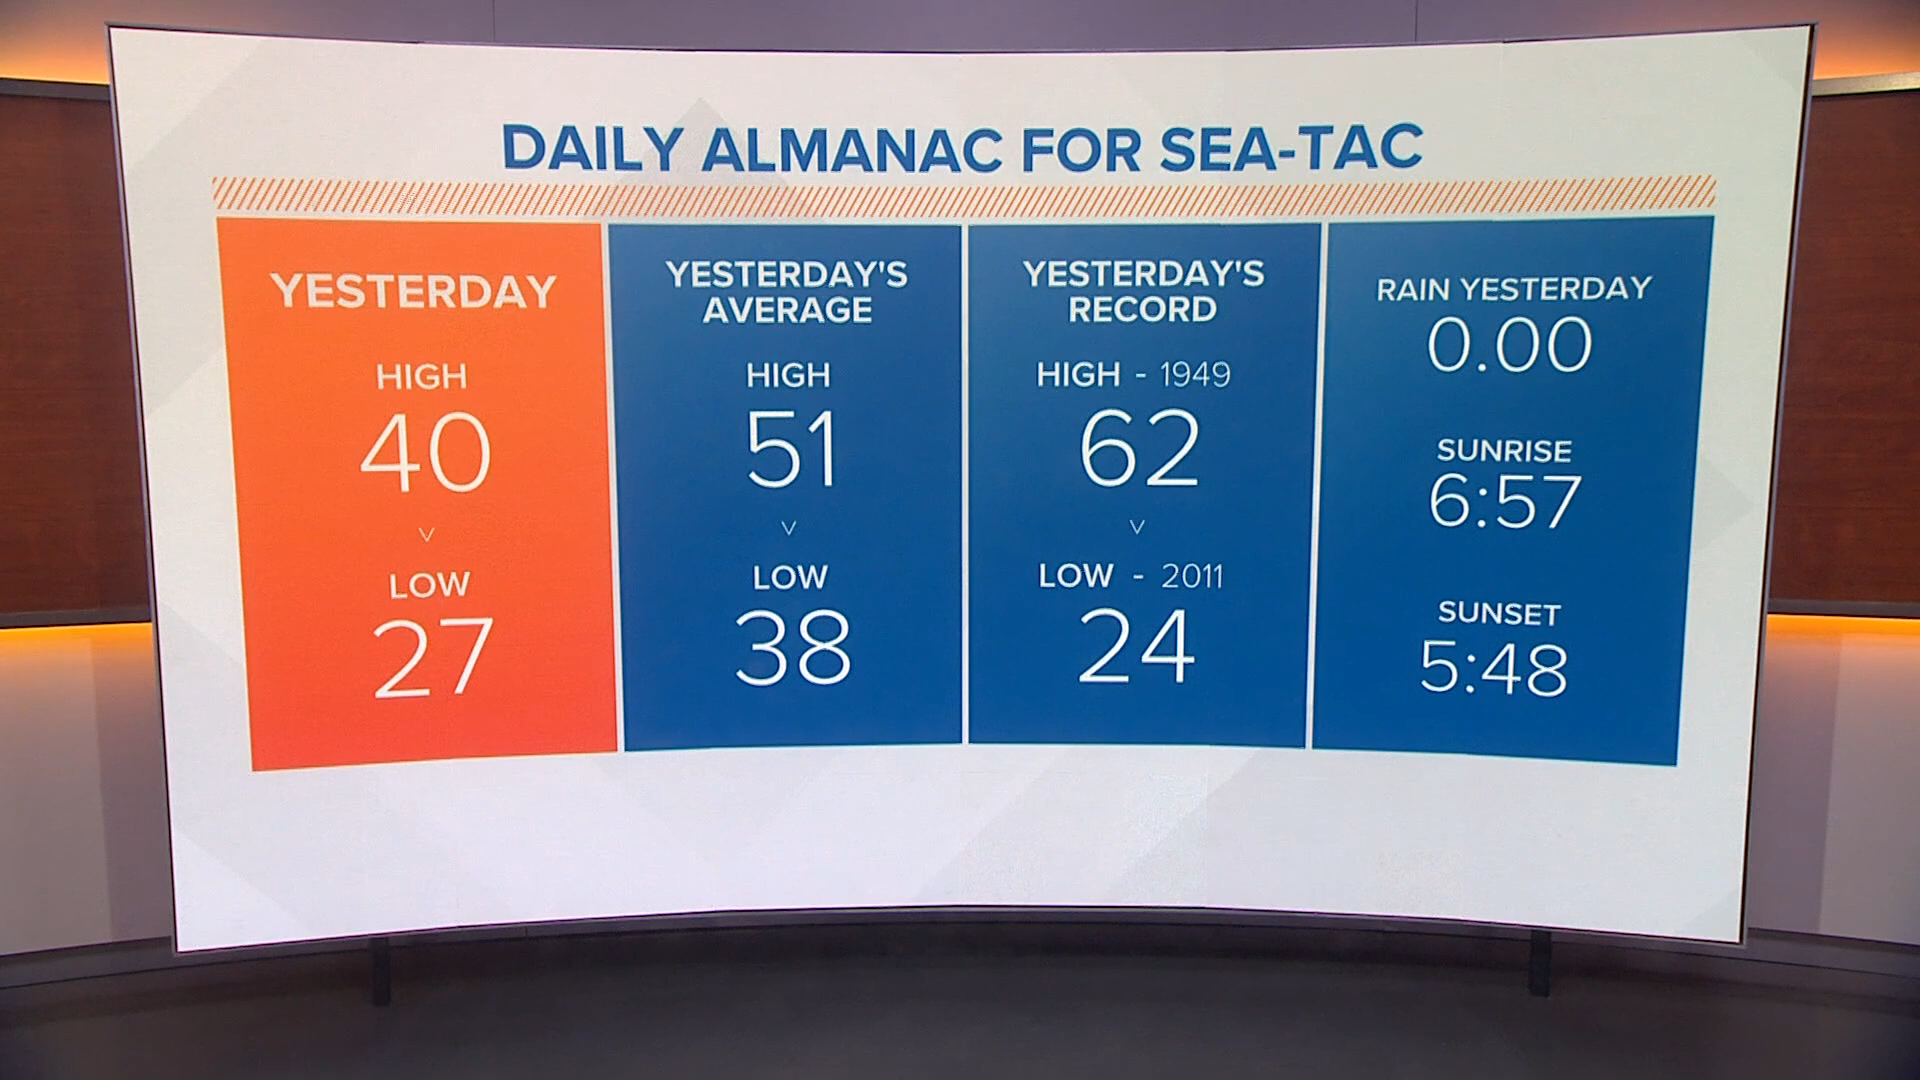 DAILY ALMANAC FOR SEA-TAC
YESTERDAY
HIGH
40
LOW
27
YESTERDAY'S
AVERAGE
HIGH
51
LOW
38
YESTERDAY'S
RECORD
HIGH - 1949
62
LOW - 2011
24
RAIN YESTERDAY
0.00
SUNRISE
6:57
SUNSET
5:48